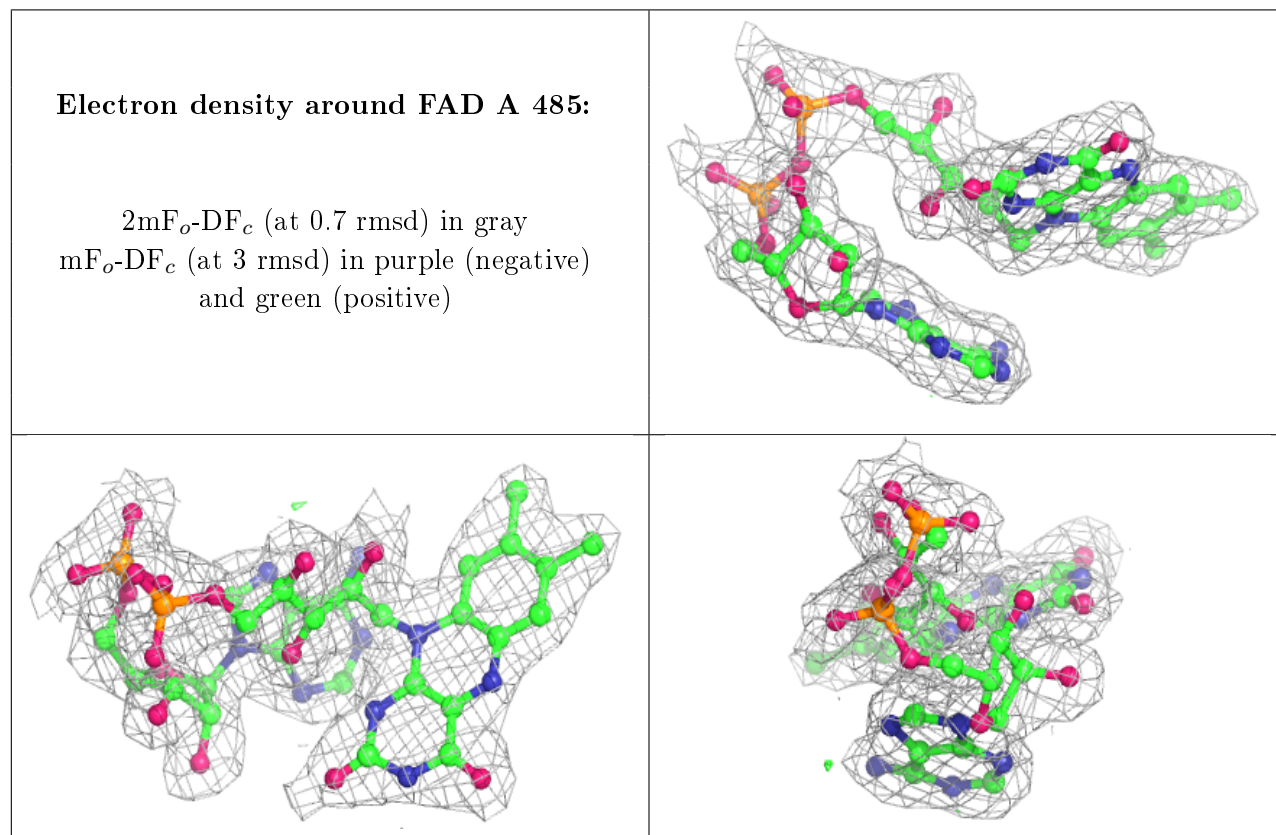 Electron density around FAD A 485:
2mFₒ-DF𝒸 (at 0.7 rmsd) in gray
mFₒ-DF𝒸 (at 3 rmsd) in purple (negative)
and green (positive)